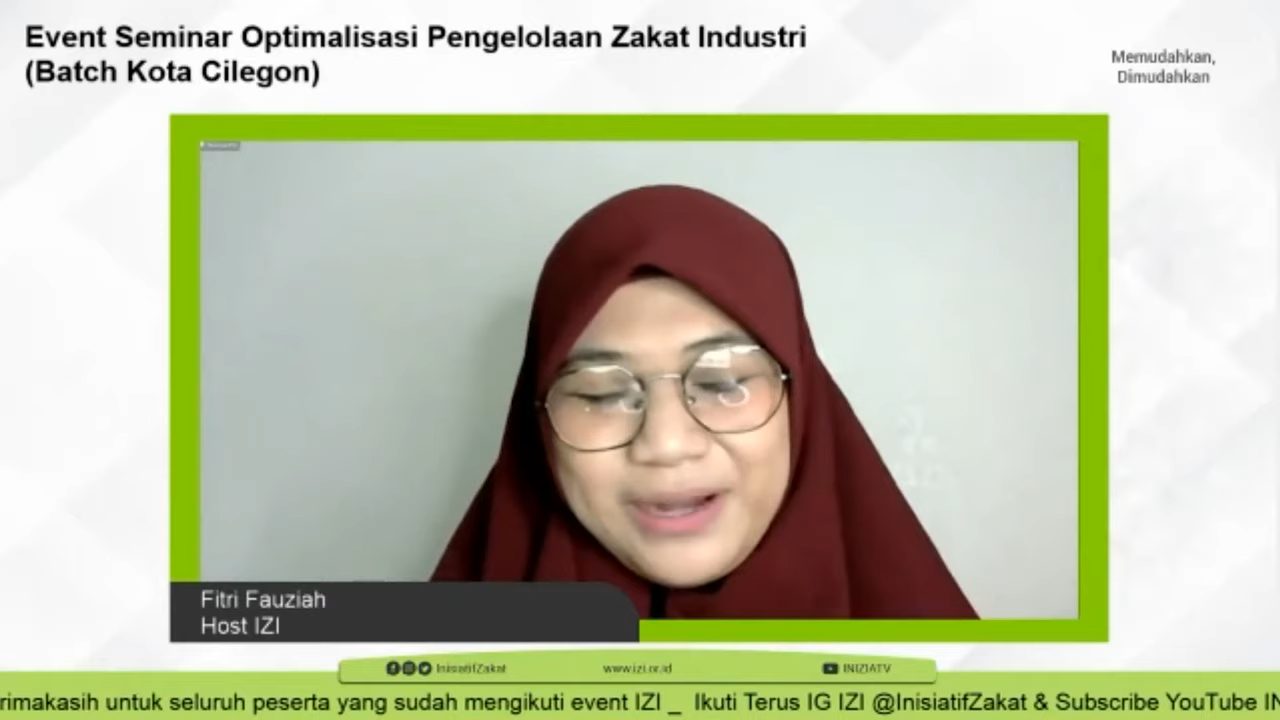 Event Seminar Optimalisasi Pengelolaan Zakat Industri
(Batch Kota Cilegon)
Memudahkan,
Dimudahkan
Fitri Fauziah
Host IZI
InisiatifZakat
www.izi.or.id
INIZIATV
rimakasih untuk seluruh peserta yang sudah mengikuti event IZI _ Ikuti Terus IG IZI @InisiatifZakat & Subscribe YouTube IN